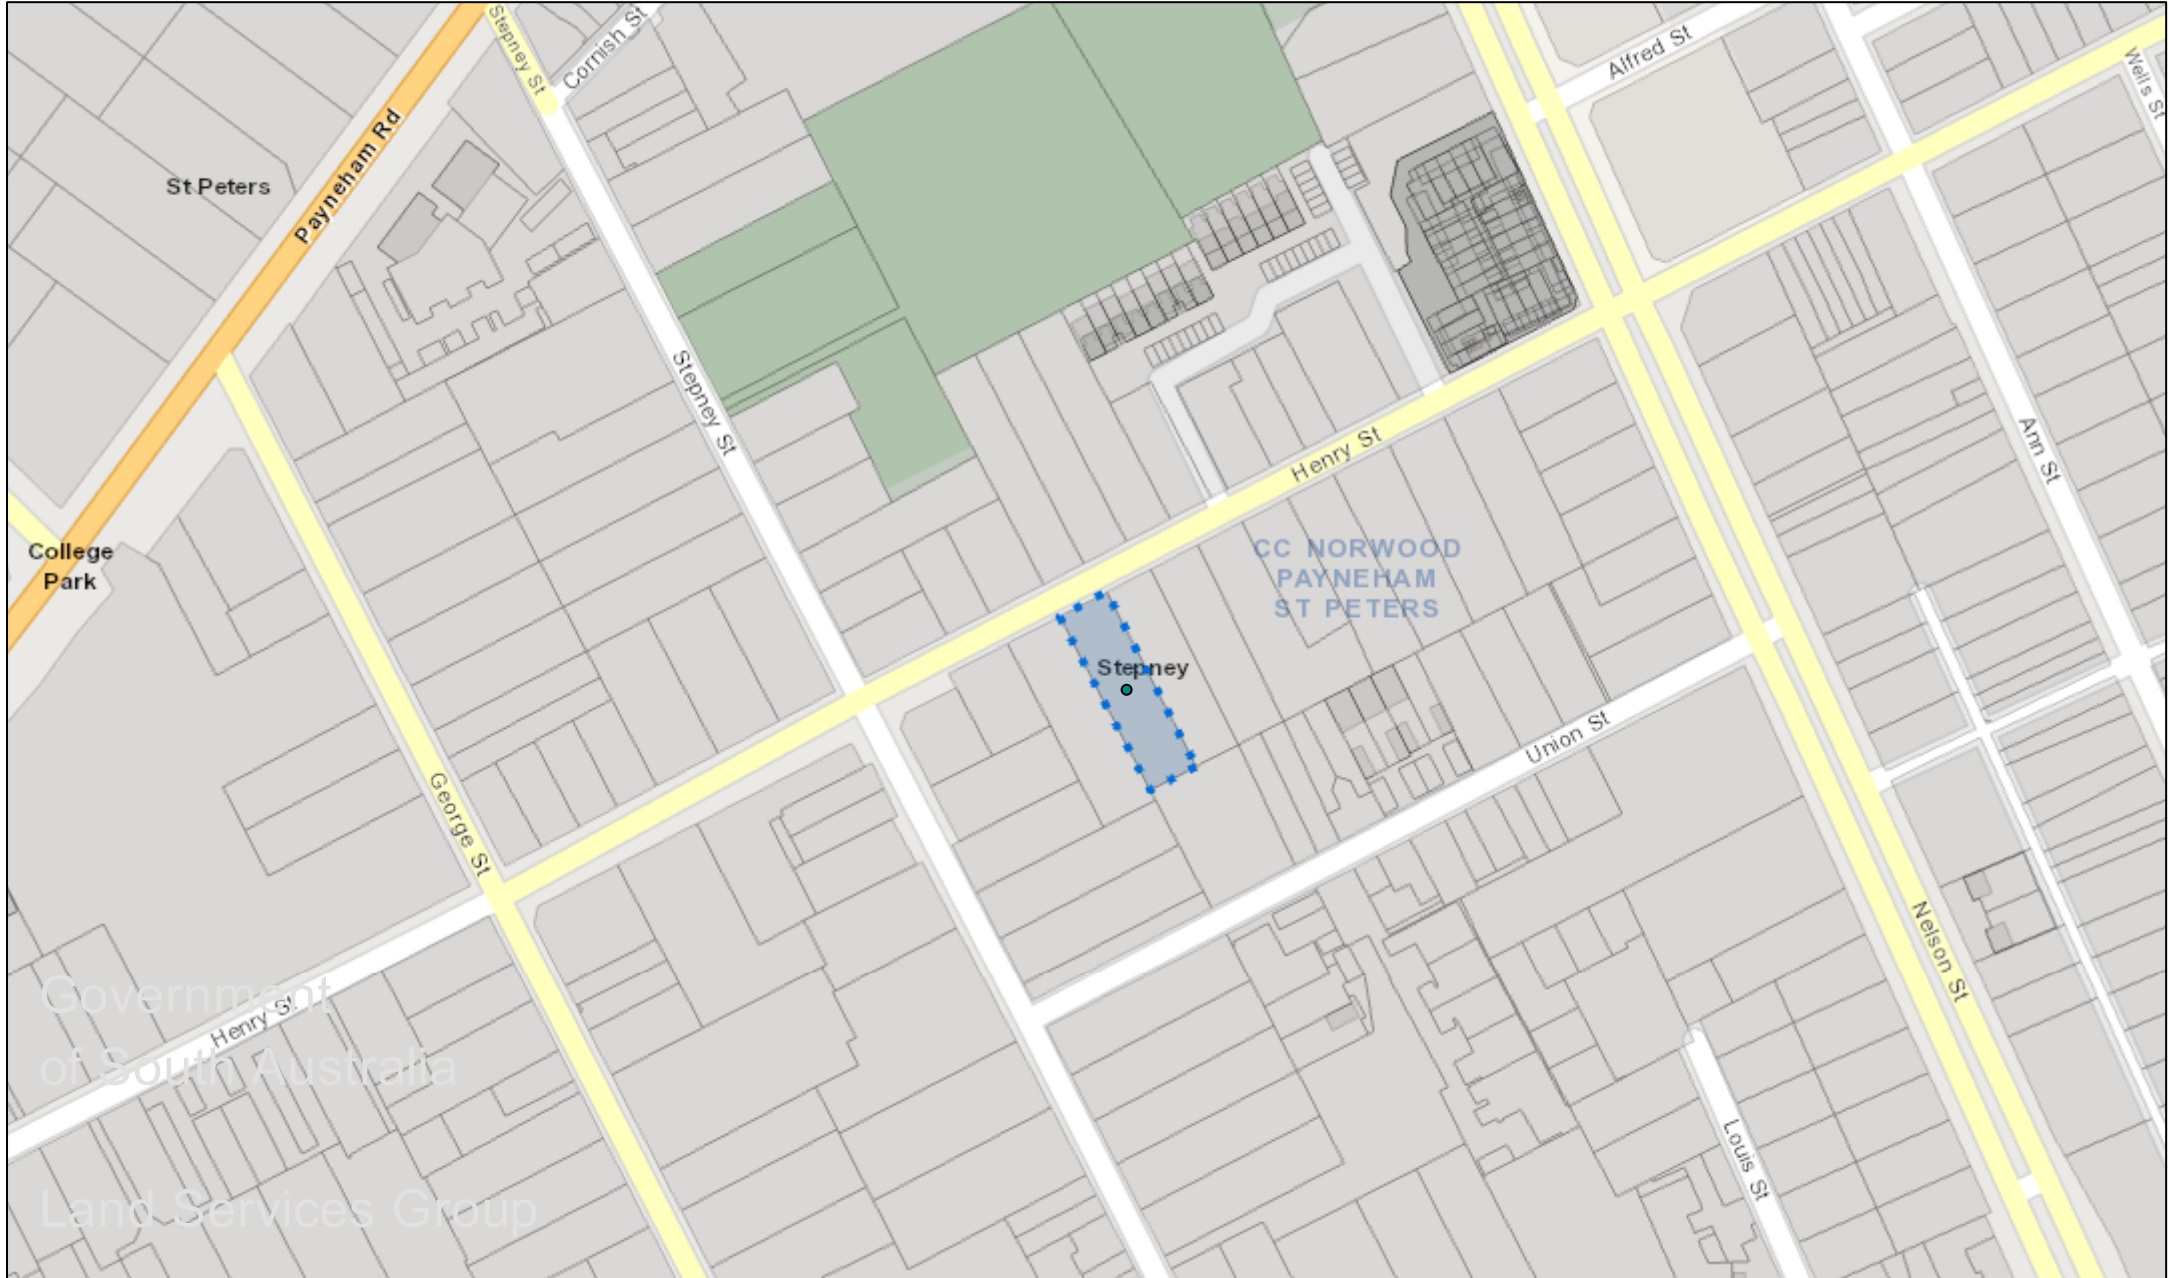 Stepney St
Cornish St
Alfred St
Wells St
Payneham Rd
St Peters
Stepney St
Henry St
Ann St
College
Park
CC NORWOOD
PAYNEHAM
ST PETERS
Stepney
Union St
George St
Nelson St
Henry St
Louis St
Government
of South Australia
Land Services Group